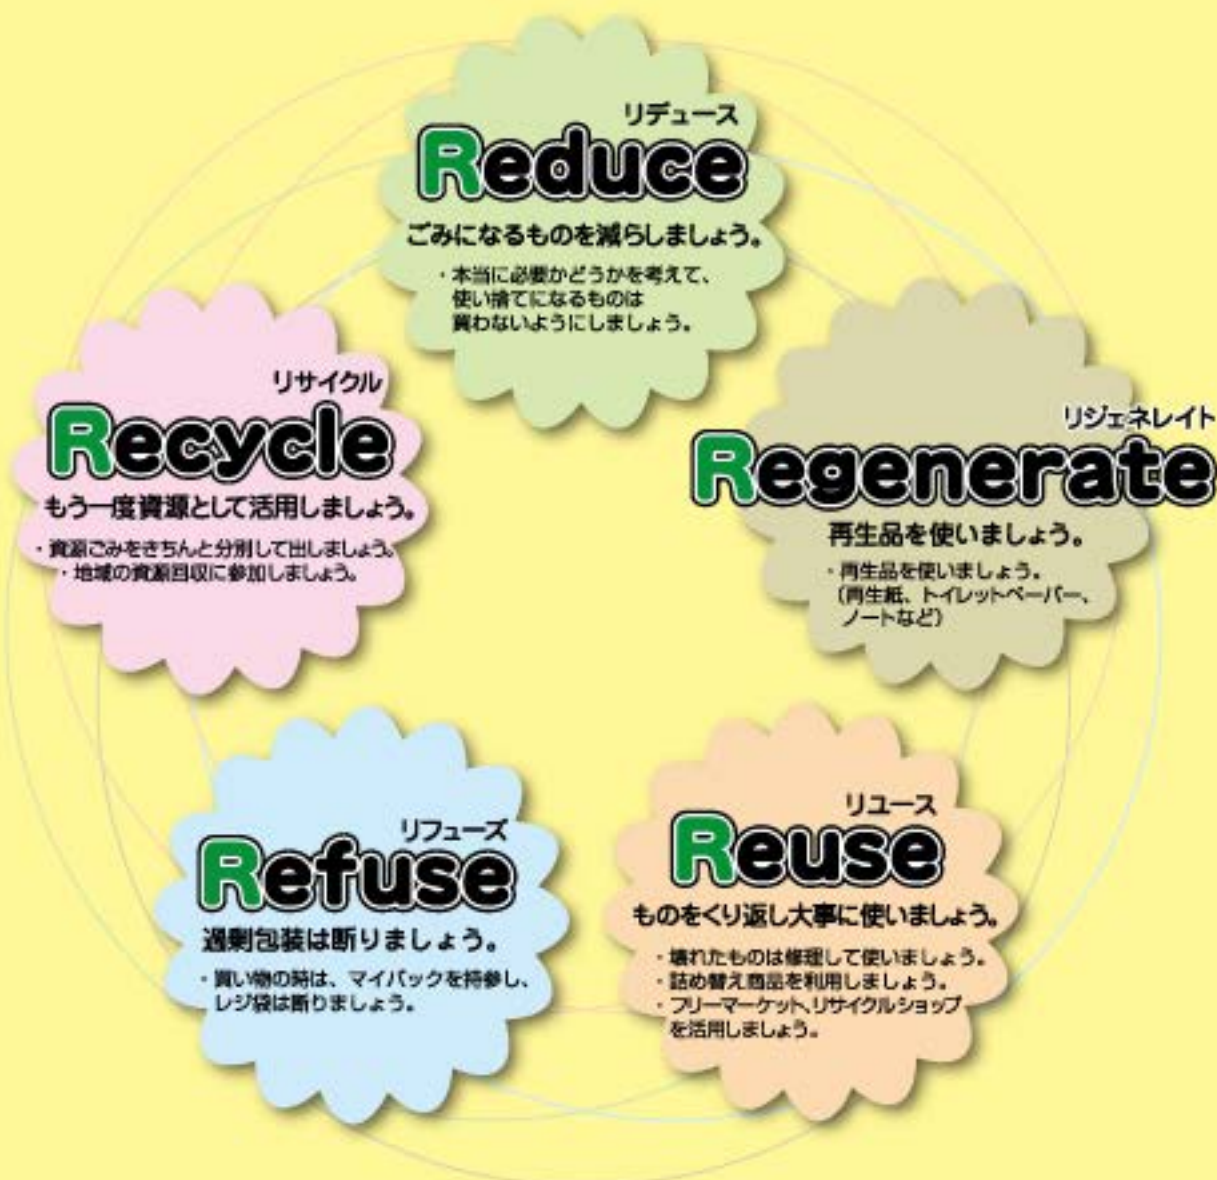 リデュース
Reduce
ごみになるものを減らしましょう。
・本当に必要かどうかを考えて、
使い捨てになるものは
買わないようにしましょう。
リジェネレイト
Regenerate
再生品を使いましょう。
・再生品を使いましょう。
(再生紙、トイレットペーパー、
ノートなど)
リユース
Reuse
ものをくり返し大事に使いましょう。
・壊れたものは修理して使いましょう。
・詰め替え商品を利用しましょう。
・フリーマーケット、リサイクルショップ
を活用しましょう。
リフューズ
Refuse
過剰包装は断りましょう。
・買い物の時は、マイバックを持参し、
レジ袋は断りましょう。
リサイクル
Recycle
もう一度資源として活用しましょう。
・資源ごみをきちんと分別して出しましょう。
・地域の資源回収に参加しましょう。